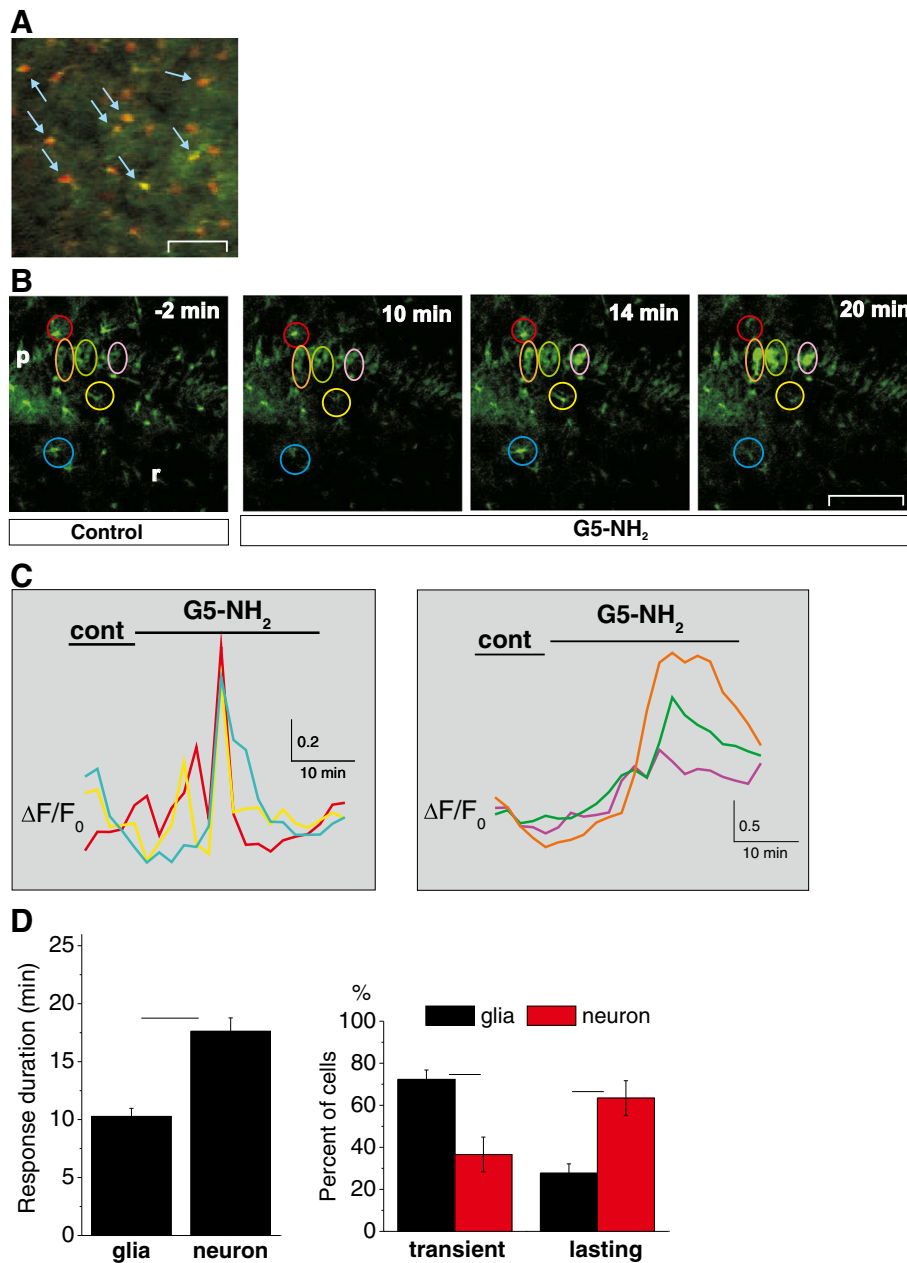 A
B
-2 min
10 min
14 min
20 min
p
r
Control
G5-NH2
C
cont
G5-NH2
0.2
10 min
ΔF/F0
cont
G5-NH2
0.5
10 min
ΔF/F0
D
Response duration (min)
25
20
15
10
5
0
glia
neuron
%
glia
neuron
Percent of cells
100
80
60
40
20
0
transient
lasting